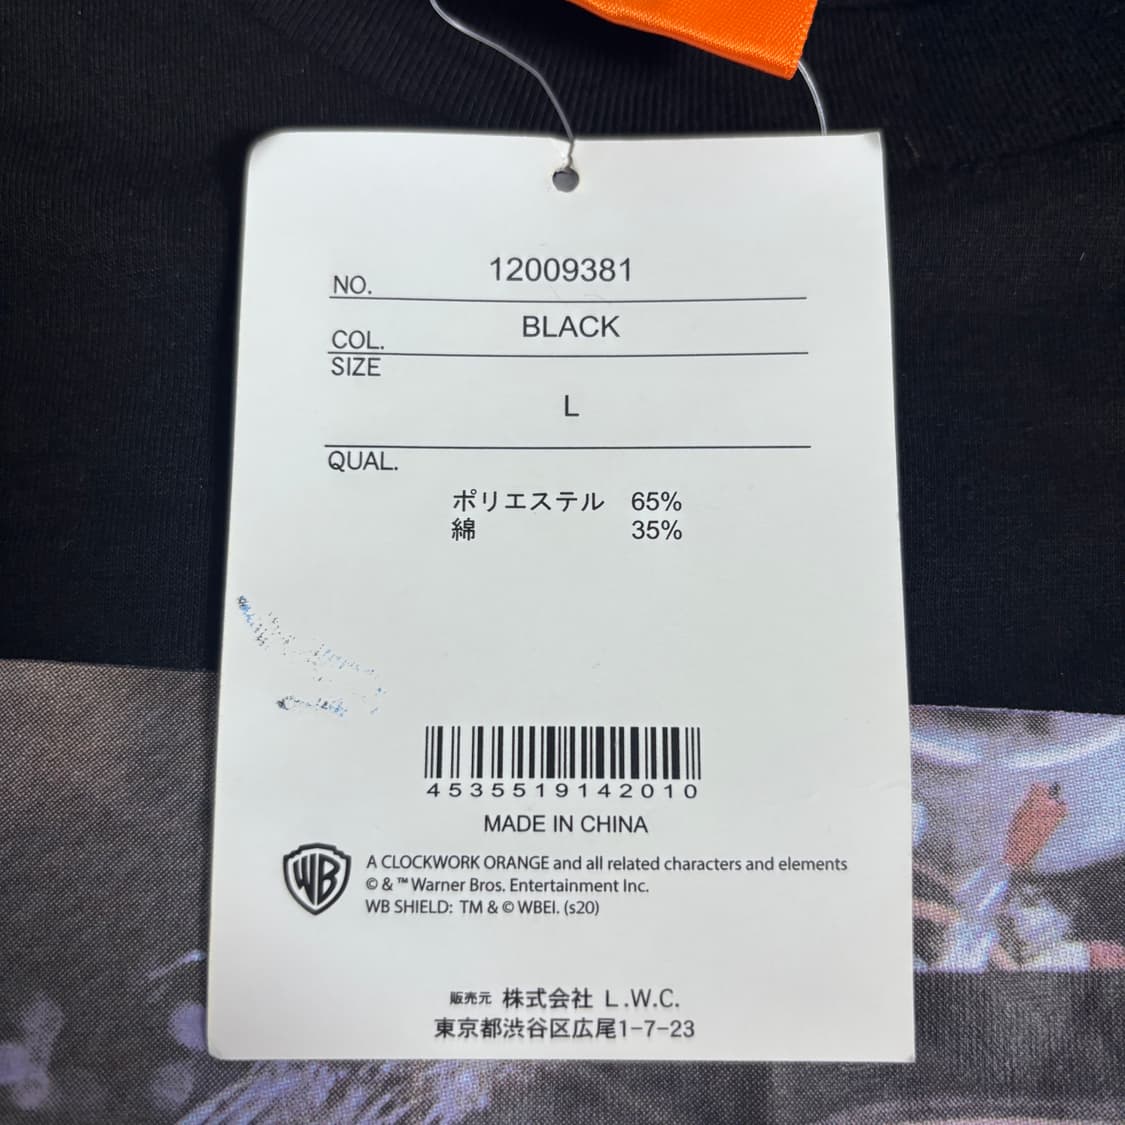 NO. 12009381
COL. BLACK
SIZE
L
QUAL.
ポリエステル 65%
綿 35%
4535519142010
MADE IN CHINA
WB
A CLOCKWORK ORANGE and all related characters and elements
© & ™ Warner Bros. Entertainment Inc.
WB SHIELD: TM & © WBEI. (s20)
販売元 株式会社 L.W.C.
東京都渋谷区広尾1-7-23